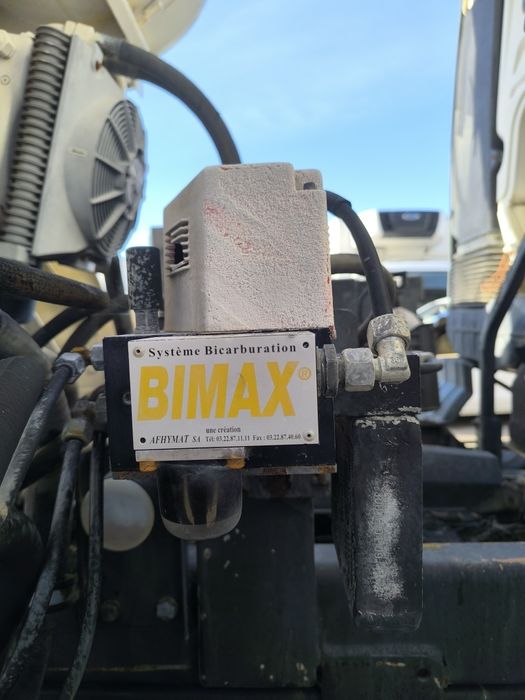 Système Bicarburation
BIMAX®
une création
AFHYMAT SA Tél: 03.22.87.11.11 Fax : 03.22.87.40.60